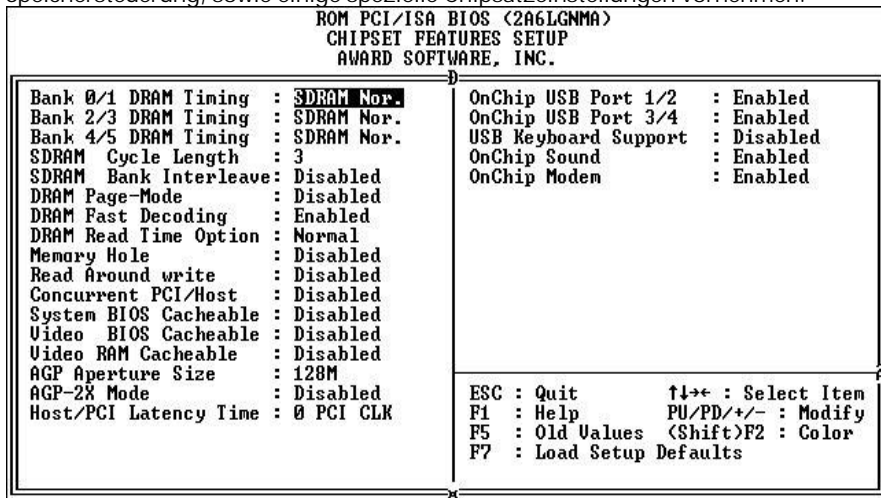 Speichersteuerung, sowie einige spezielle Chipsatzeinstellungen vornehmen.
ROM PCI/ISA BIOS (2A6LGNMA)
CHIPSET FEATURES SETUP
AWARD SOFTWARE, INC.
Bank 0/1 DRAM Timing : SDRAM Nor.
Bank 2/3 DRAM Timing : SDRAM Nor.
Bank 4/5 DRAM Timing : SDRAM Nor.
SDRAM Cycle Length : 3
SDRAM Bank Interleave: Disabled
DRAM Page-Mode : Disabled
DRAM Fast Decoding : Enabled
DRAM Read Time Option : Normal
Memory Hole : Disabled
Read Around write : Disabled
Concurrent PCI/Host : Disabled
System BIOS Cacheable : Disabled
Video BIOS Cacheable : Disabled
Video RAM Cacheable : Disabled
AGP Aperture Size : 128M
AGP-2X Mode : Disabled
Host/PCI Latency Time : 0 PCI CLK
OnChip USB Port 1/2 : Enabled
OnChip USB Port 3/4 : Enabled
USB Keyboard Support : Disabled
OnChip Sound : Enabled
OnChip Modem : Enabled
ESC : Quit ↑↓→← : Select Item
F1 : Help PU/PD/+/- : Modify
F5 : Old Values (Shift)F2 : Color
F7 : Load Setup Defaults